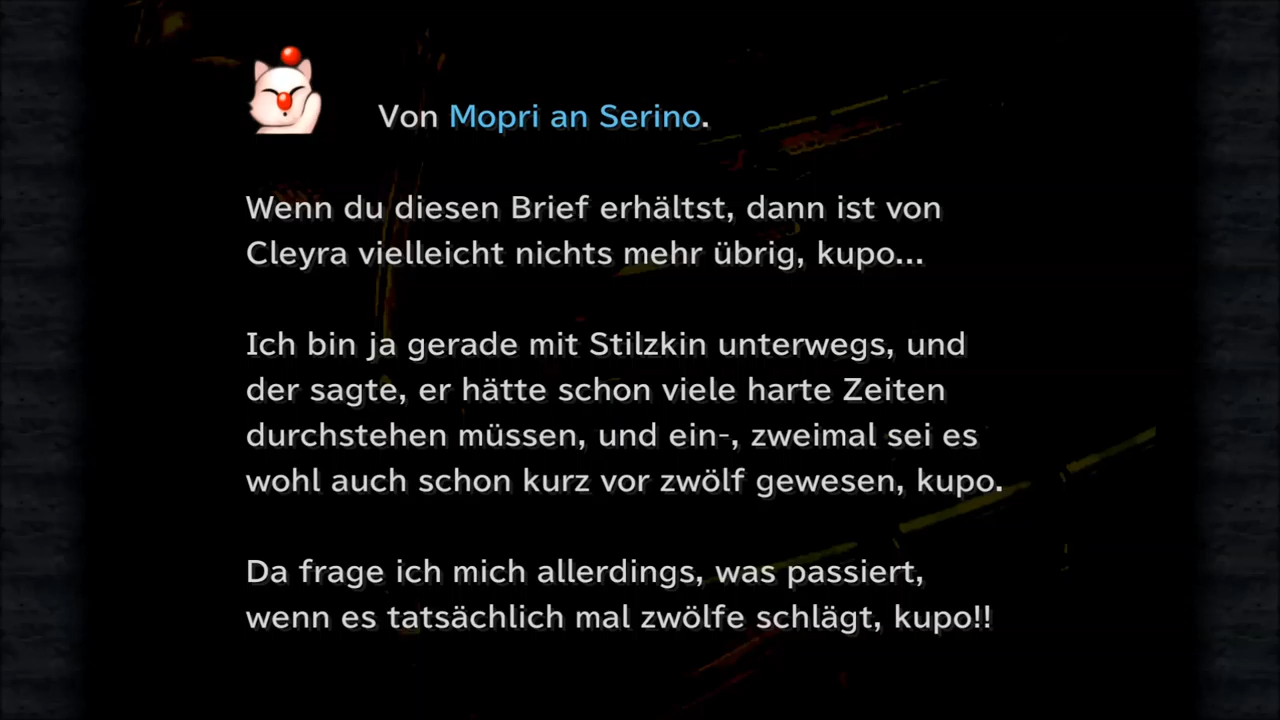 Von Mopri an Serino.
Wenn du diesen Brief erhältst, dann ist von
Cleyra vielleicht nichts mehr übrig, kupo...
Ich bin ja gerade mit Stilzkin unterwegs, und
der sagte, er hätte schon viele harte Zeiten
durchstehen müssen, und ein-, zweimal sei es
wohl auch schon kurz vor zwölf gewesen, kupo.
Da frage ich mich allerdings, was passiert,
wenn es tatsächlich mal zwölfe schlägt, kupo!!